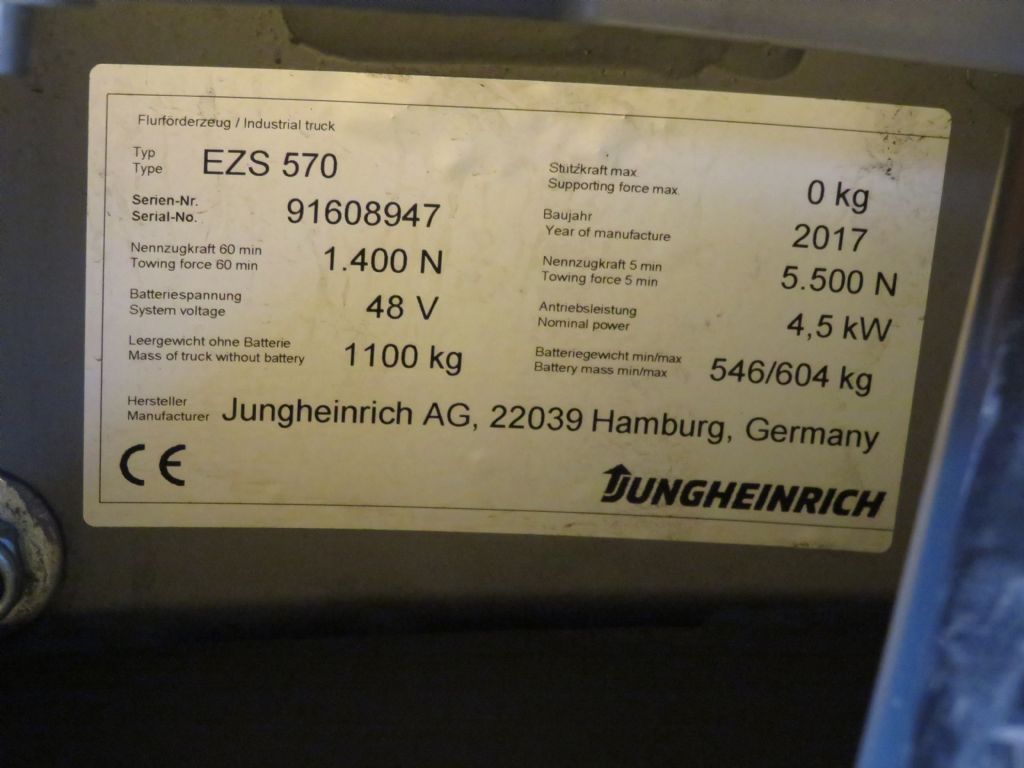 Flurförderzeug / Industrial truck
Typ
Type
EZS 570
Serien-Nr.
Serial-No.
91608947
Nennzugkraft 60 min
Towing force 60 min
1.400 N
Batteriespannung
System voltage
48 V
Leergewicht ohne Batterie
Mass of truck without battery
1100 kg
Stützkraft max.
Supporting force max.
0 kg
Baujahr
Year of manufacture
2017
Nennzugkraft 5 min
Towing force 5 min
5.500 N
Antriebsleistung
Nominal power
4,5 kW
Batteriegewicht min/max
Battery mass min/max
546/604 kg
Hersteller
Manufacturer
Jungheinrich AG, 22039 Hamburg, Germany
CE
JUNGHEINRICH